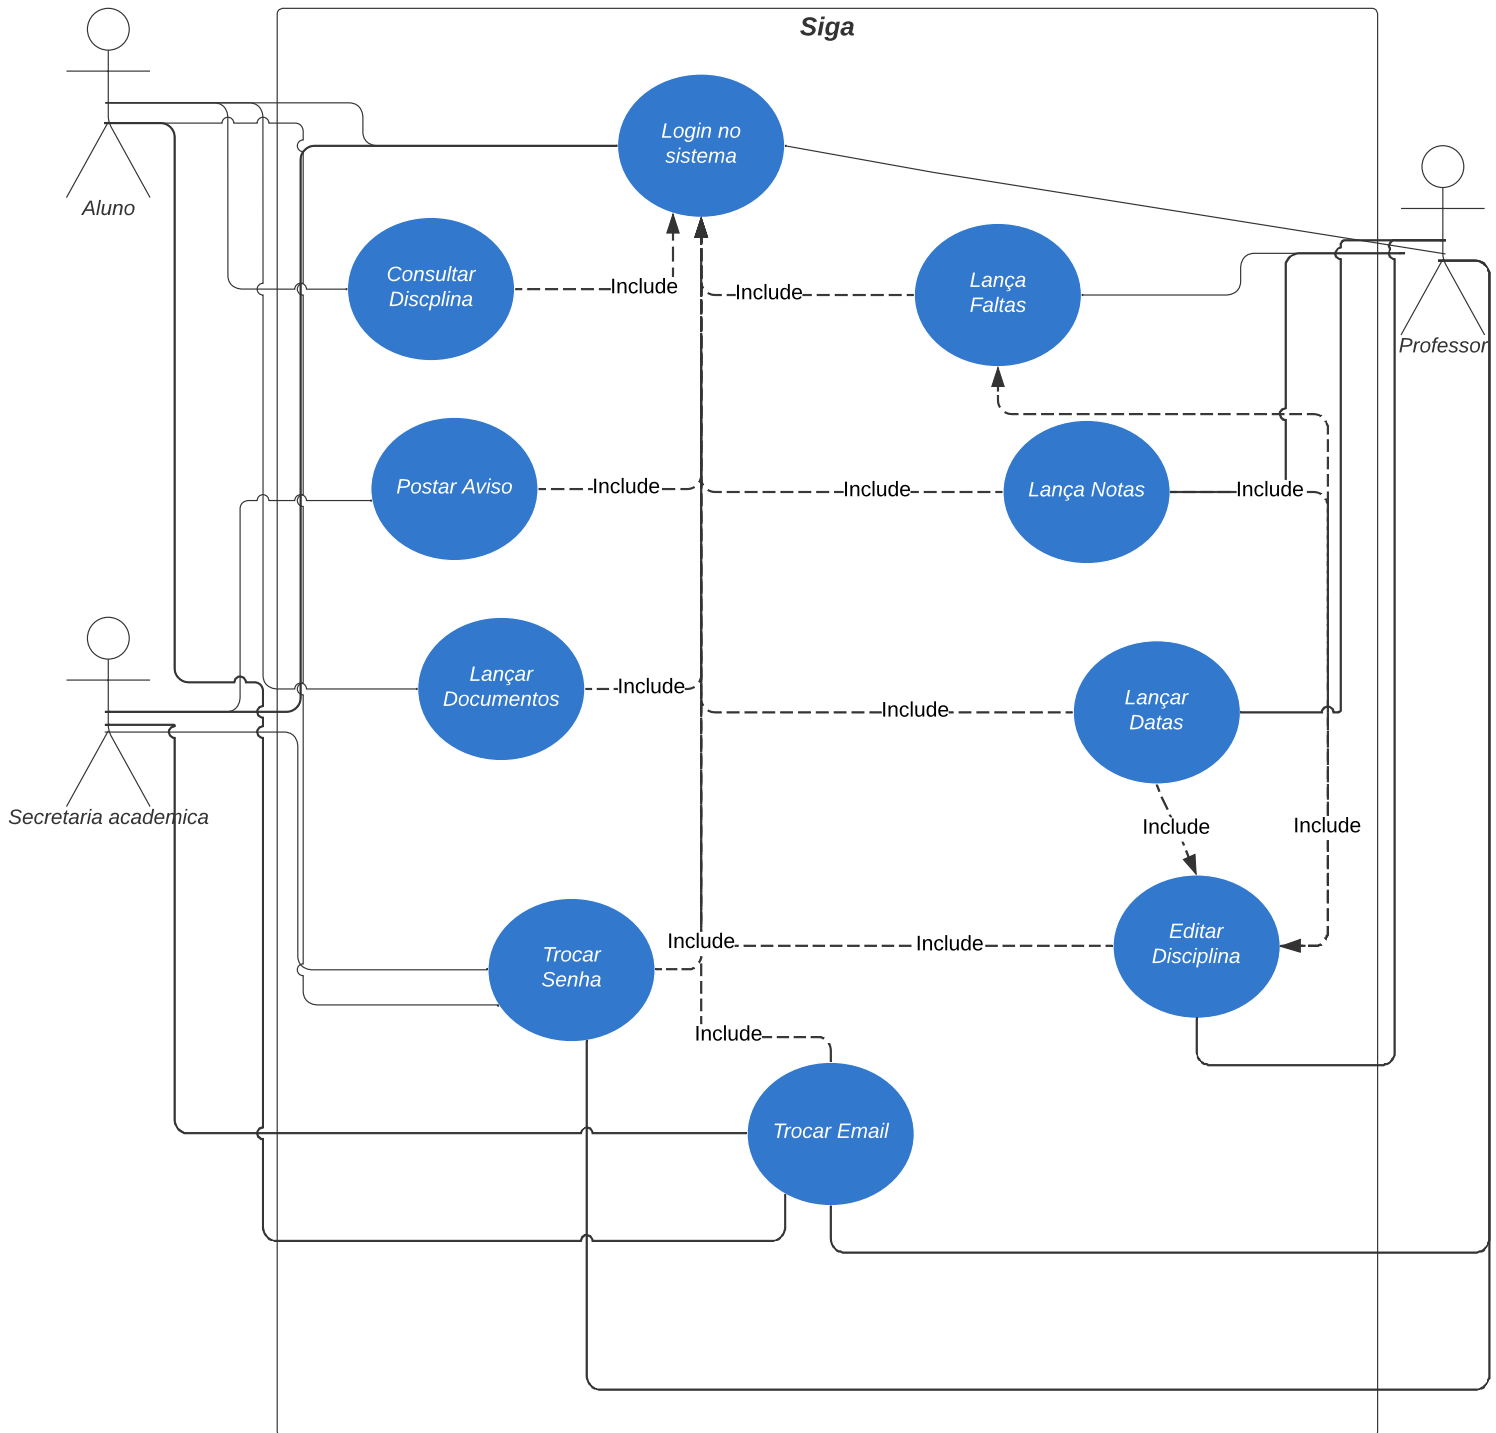 Siga
Login no
sistema
Aluno
Consultar
Discplina
Include
Include
Lança
Faltas
Professor
Postar Aviso
Include
Include
Lança Notas
Include
Lançar
Documentos
Include
Include
Lançar
Datas
Secretaria academica
Include
Include
Trocar
Senha
Include
Include
Editar
Disciplina
Include
Trocar Email